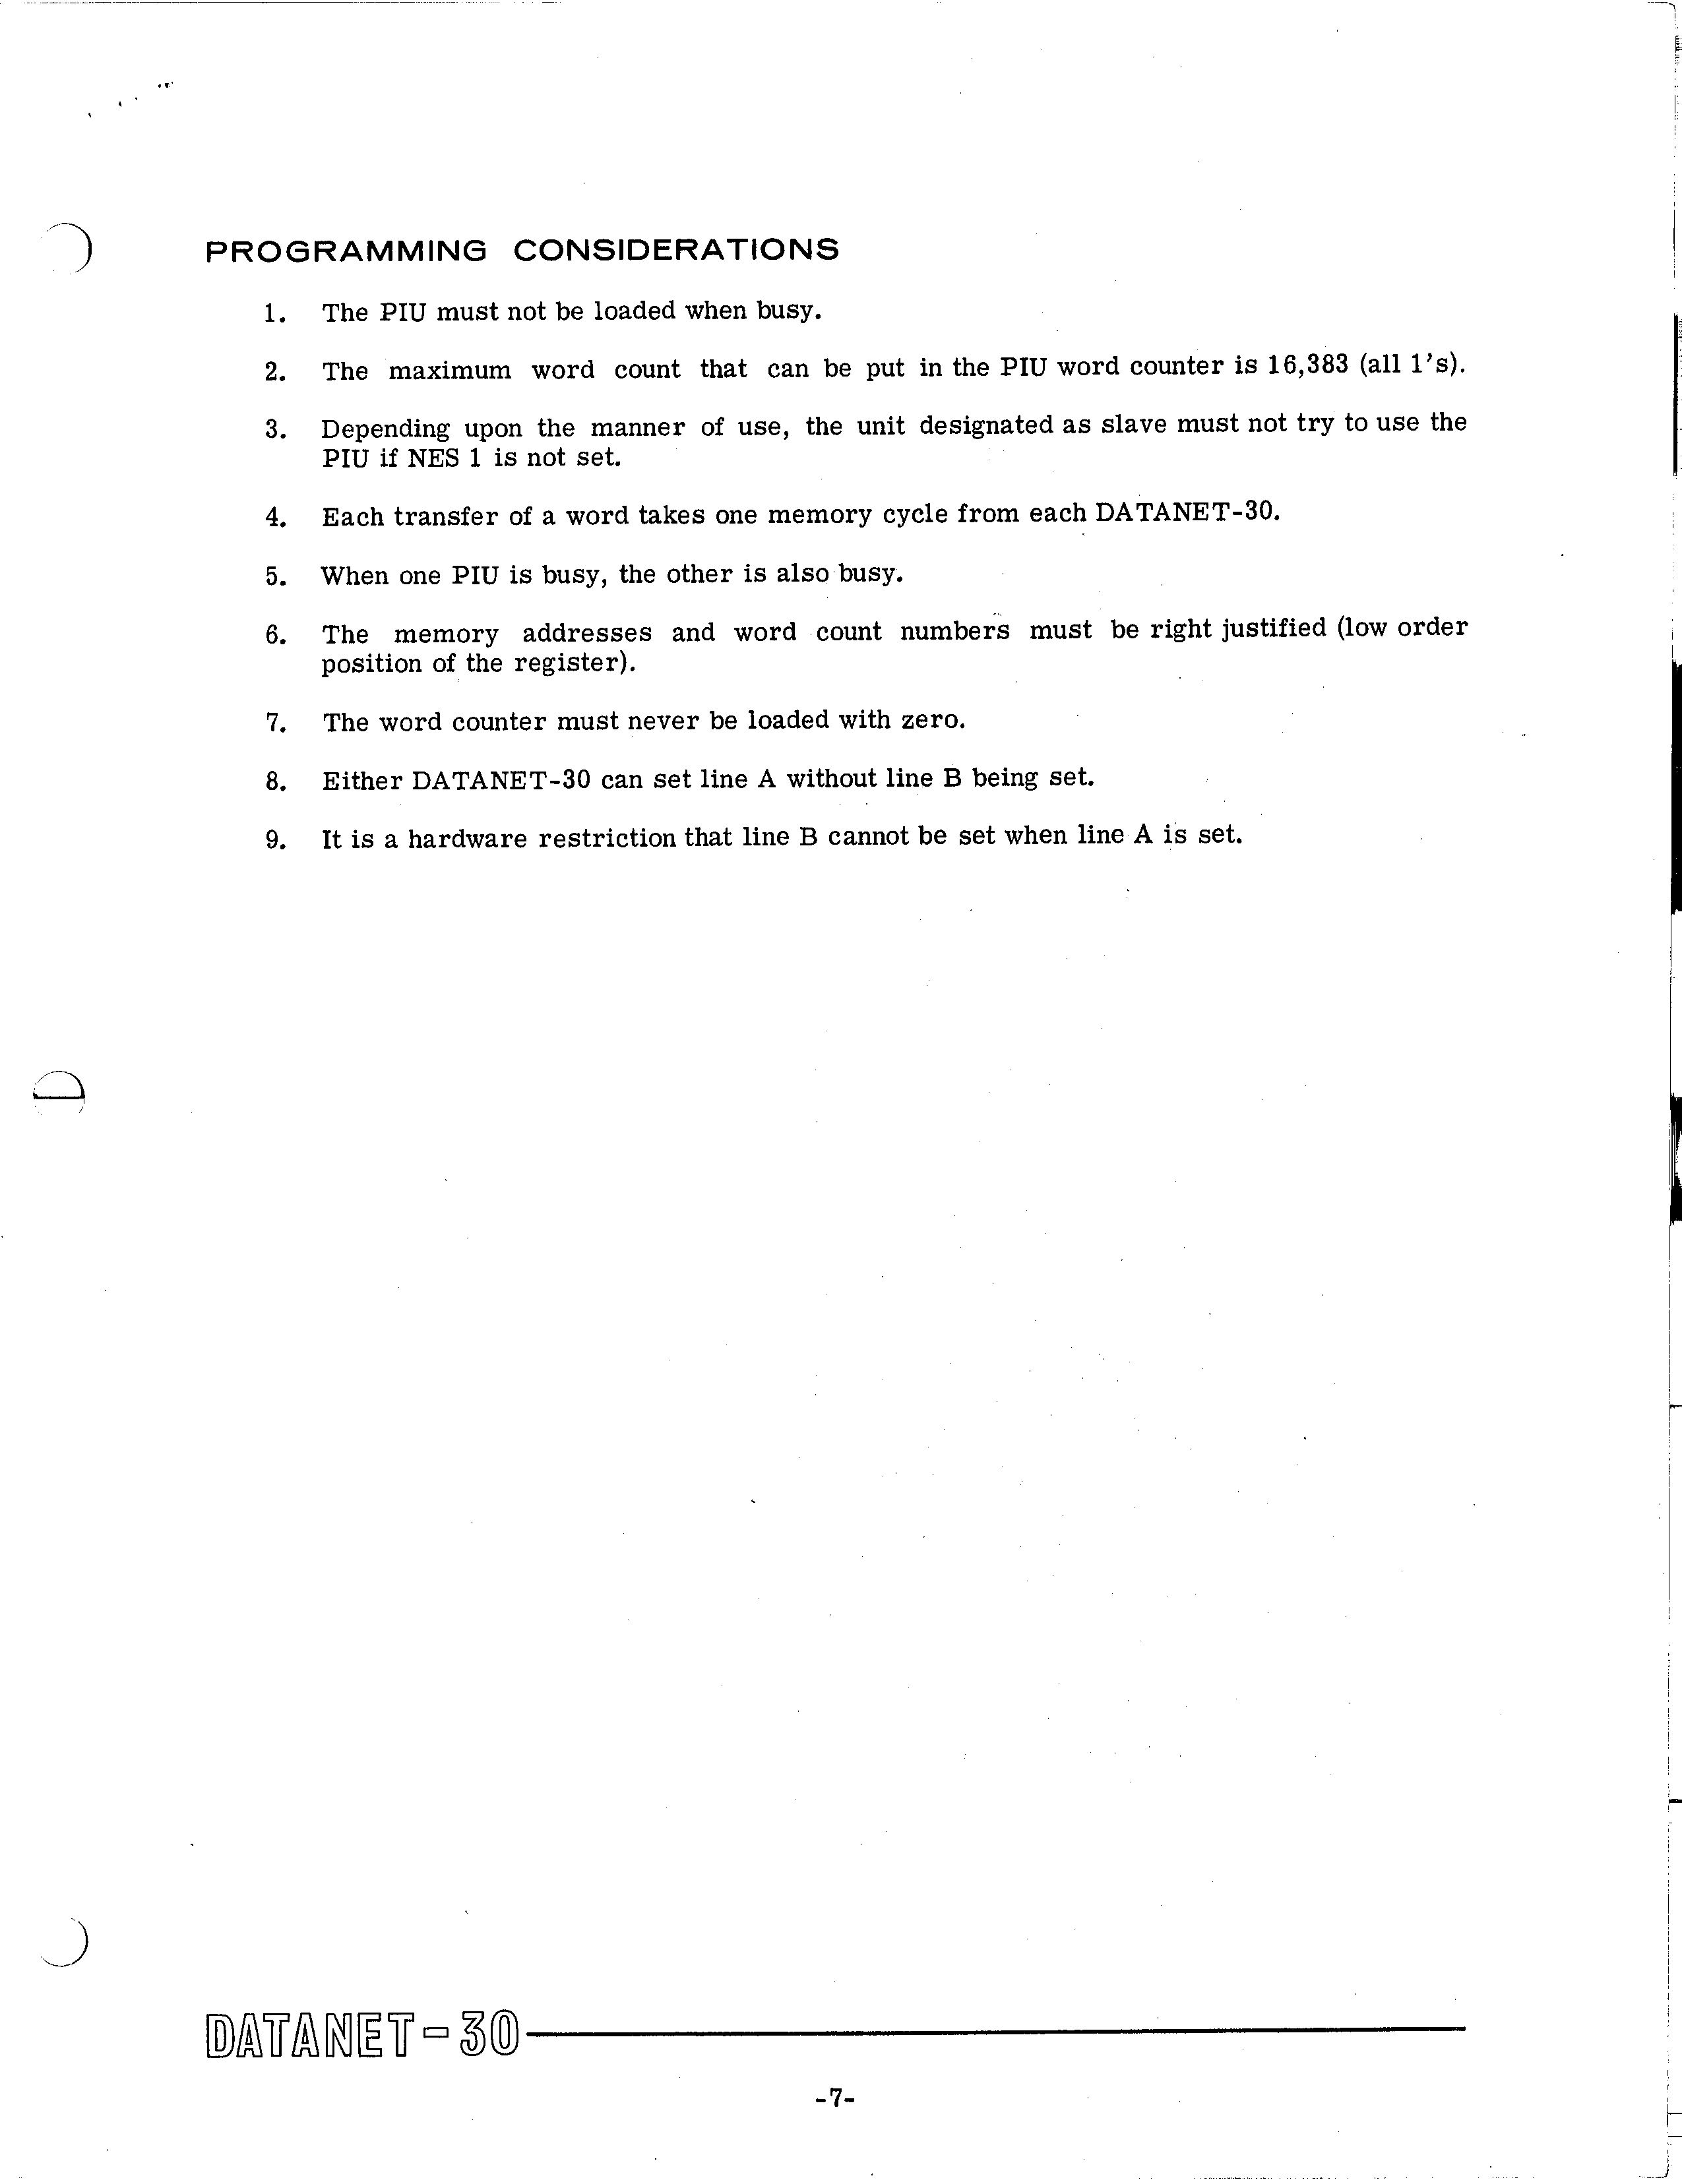 PROGRAMMING CONSIDERATIONS
1. The PIU must not be loaded when busy.
2. The maximum word count that can be put in the PIU word counter is 16,383 (all 1's).
3. Depending upon the manner of use, the unit designated as slave must not try to use the
PIU if NES 1 is not set.
4. Each transfer of a word takes one memory cycle from each DATANET-30.
5. When one PIU is busy, the other is also busy.
6. The memory addresses and word count numbers must be right justified (low order
position of the register).
7. The word counter must never be loaded with zero.
8. Either DATANET-30 can set line A without line B being set.
9. It is a hardware restriction that line B cannot be set when line A is set.
DATANET-30
-7-